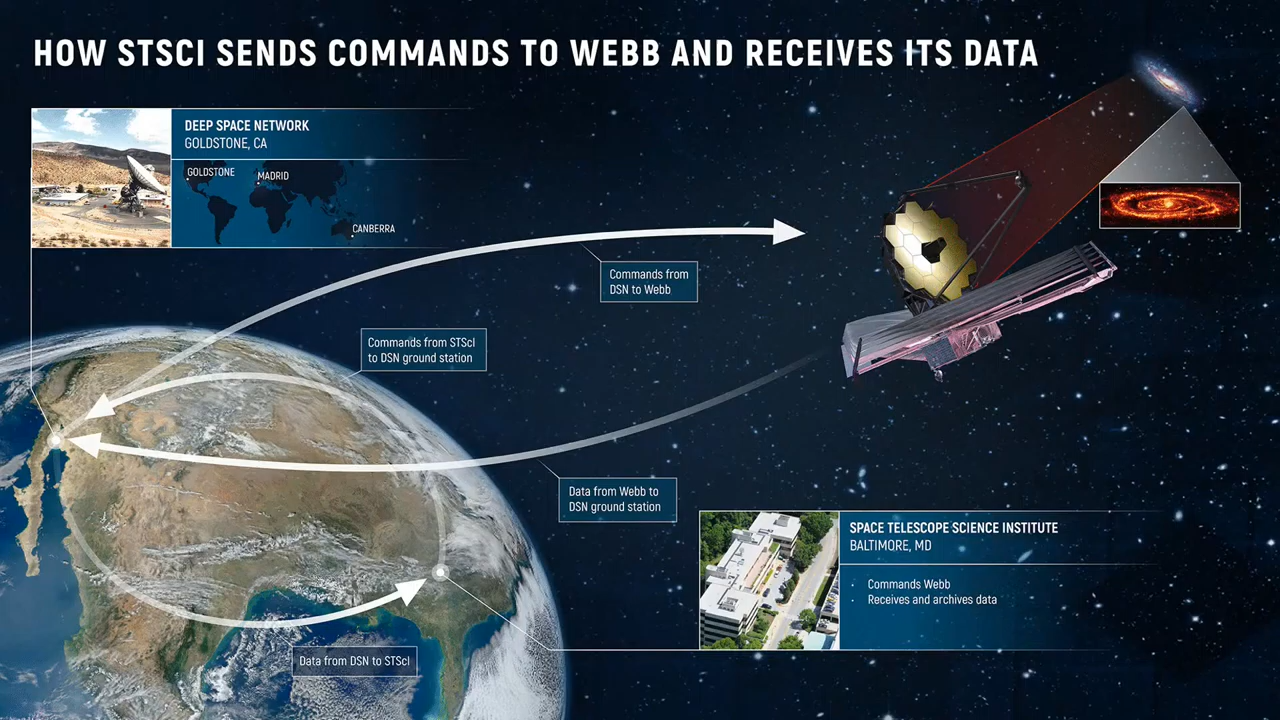 HOW STSCI SENDS COMMANDS TO WEBB AND RECEIVES ITS DATA
DEEP SPACE NETWORK
GOLDSTONE, CA
GOLDSTONE
MADRID
CANBERRA
Commands from
DSN to Webb
Commands from STScI
to DSN ground station
Data from Webb to
DSN ground station
SPACE TELESCOPE SCIENCE INSTITUTE
BALTIMORE, MD
· Commands Webb
· Receives and archives data
Data from DSN to STScI